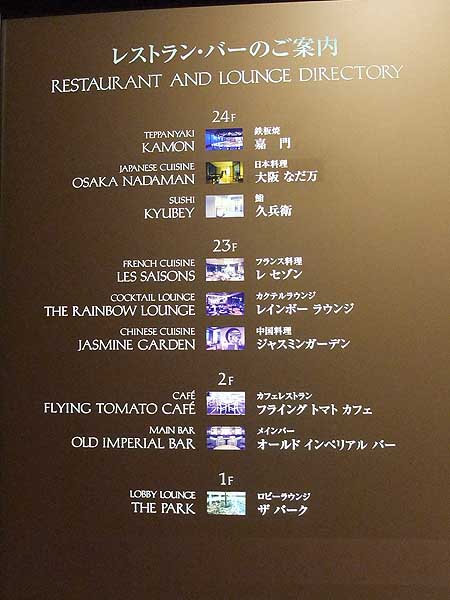 レストラン・バーのご案内
RESTAURANT AND LOUNGE DIRECTORY
24F
TEPPANYAKI 鉄板焼
KAMON 嘉門
JAPANESE CUISINE 日本料理
OSAKA NADAMAN 大阪 なだ万
SUSHI 鮨
KYUBEY 久兵衛
23F
FRENCH CUISINE フランス料理
LES SAISONS レ セゾン
COCKTAIL LOUNGE カクテルラウンジ
THE RAINBOW LOUNGE レインボー ラウンジ
CHINESE CUISINE 中国料理
JASMINE GARDEN ジャスミンガーデン
2F
CAFÉ カフェレストラン
FLYING TOMATO CAFÉ フライング トマト カフェ
MAIN BAR メインバー
OLD IMPERIAL BAR オールド インペリアル バー
1F
LOBBY LOUNGE ロビーラウンジ
THE PARK ザ パーク